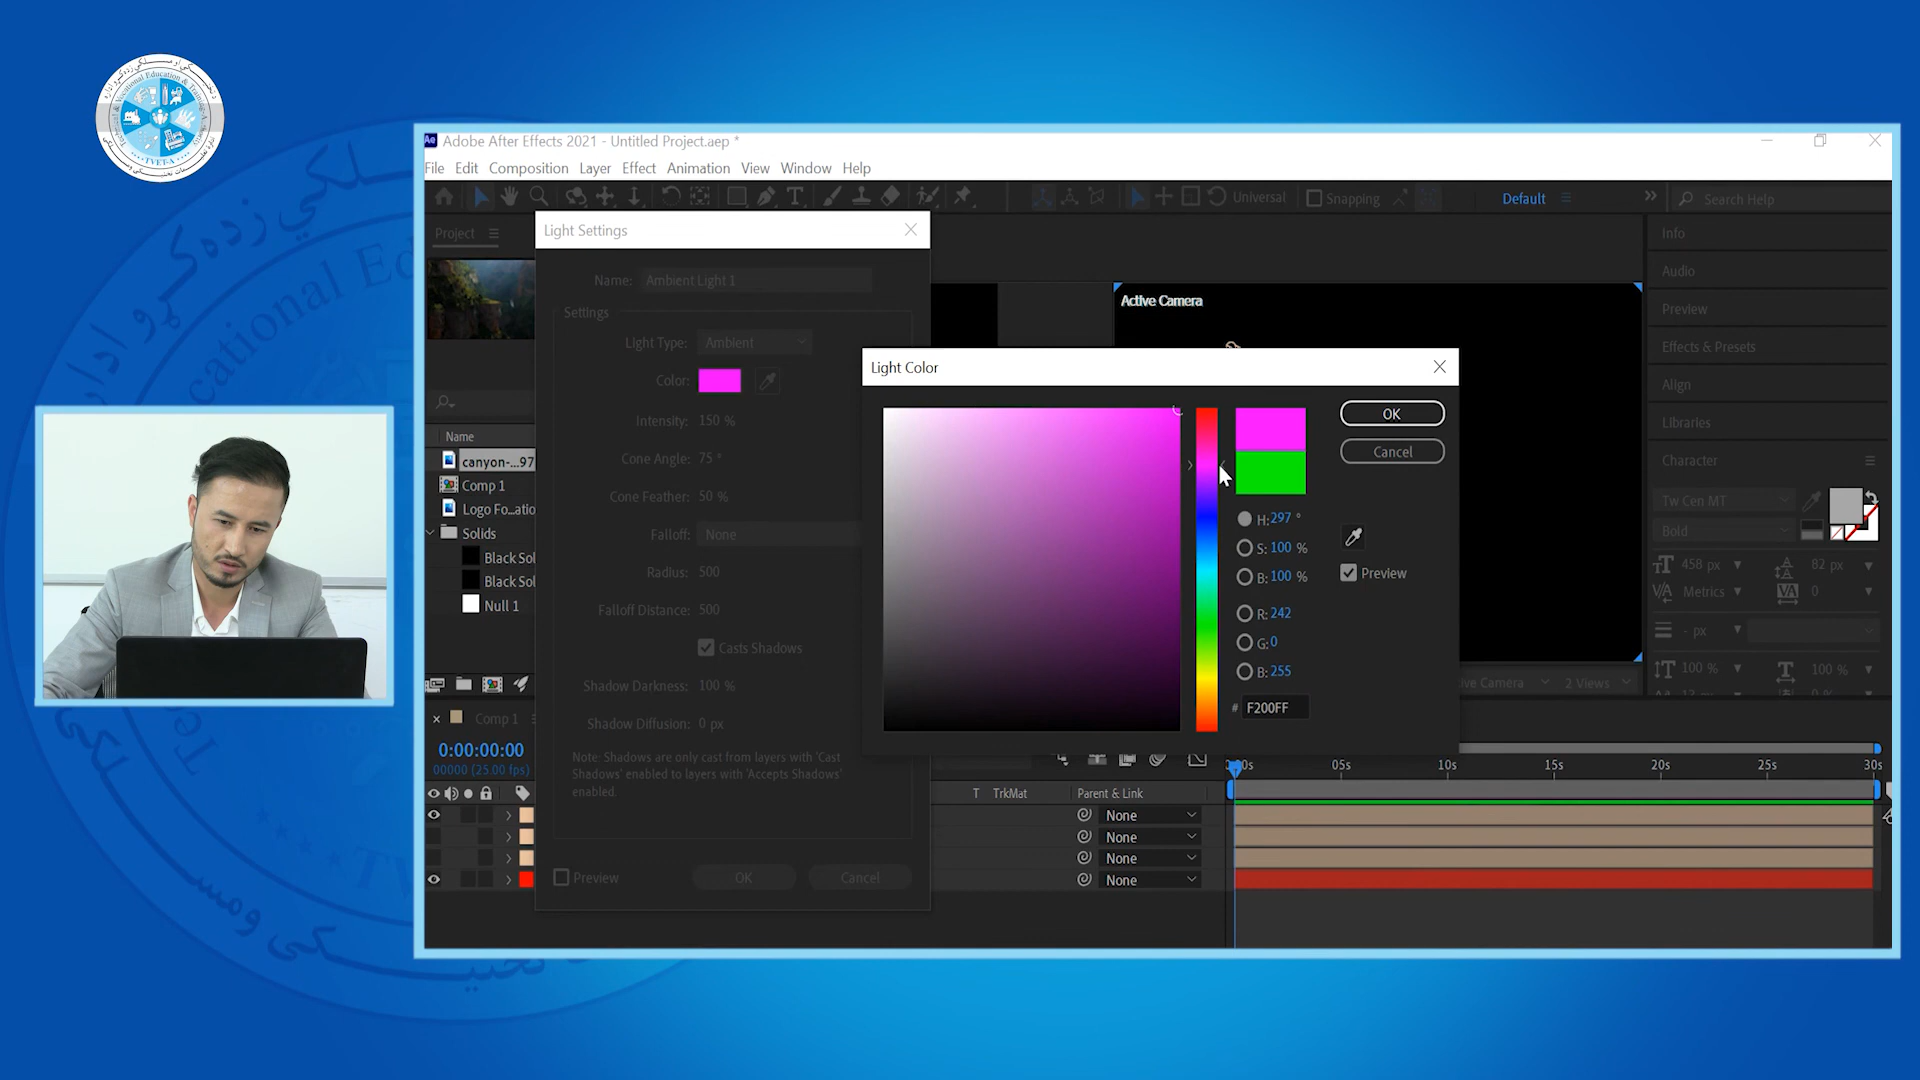 Technical & Vocational Education & Training
TVET-A
Adobe After Effects 2021 - Untitled Project.aep *
File Edit Composition Layer Effect Animation View Window Help
Universal Snapping Default Search Help
Project
Light Settings
Name: Ambient Light 1
Settings
Light Type: Ambient
Color:
Intensity: 150 %
Cone Angle: 75 °
Cone Feather: 50 %
Falloff: None
Radius: 500
Falloff Distance: 500
Casts Shadows
Shadow Darkness: 100 %
Shadow Diffusion: 0 px
Note: Shadows are only cast from layers with 'Cast
Shadows' enabled to layers with 'Accepts Shadows'
enabled.
Preview OK Cancel
Name
canyon-...97
Comp 1
Logo Fo...atio
Solids
Black Sol
Black Sol
Null 1
Active Camera
Light Color
OK
Cancel
H: 297 °
S: 100 %
B: 100 %
R: 242
G: 0
B: 255
# F200FF
Preview
ive Camera 2 Views
Info
Audio
Preview
Effects & Presets
Align
Libraries
Character
Tw Cen MT
Bold
458 px 82 px
Metrics 0
- px
100 % 100 %
Comp 1
0:00:00:00
00000 (25.00 fps)
T TrkMat Parent & Link
None
None
None
None
00s 05s 10s 15s 20s 25s 30s